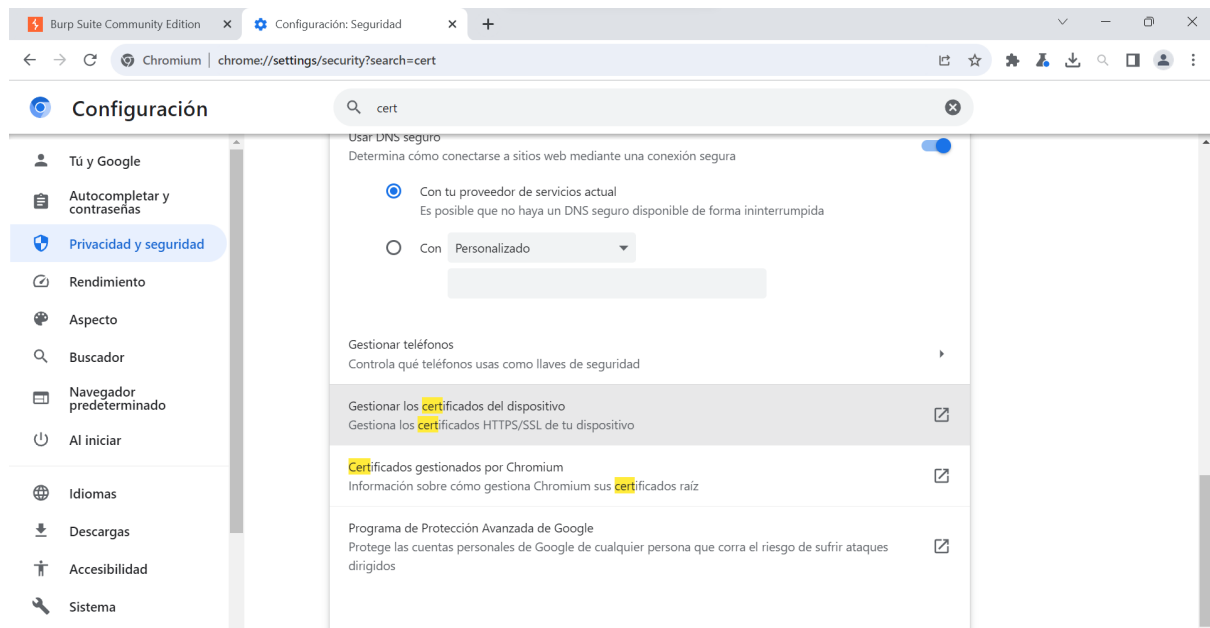 Burp Suite Community Edition
Configuración: Seguridad
Chromium
chrome://settings/security?search=cert
Configuración
cert
Tú y Google
Autocompletar y
contraseñas
Privacidad y seguridad
Rendimiento
Aspecto
Buscador
Navegador
predeterminado
Al iniciar
Idiomas
Descargas
Accesibilidad
Sistema
Usar DNS seguro
Determina cómo conectarse a sitios web mediante una conexión segura
Con tu proveedor de servicios actual
Es posible que no haya un DNS seguro disponible de forma ininterrumpida
Con Personalizado
Gestionar teléfonos
Controla qué teléfonos usas como llaves de seguridad
Gestionar los certificados del dispositivo
Gestiona los certificados HTTPS/SSL de tu dispositivo
Certificados gestionados por Chromium
Información sobre cómo gestiona Chromium sus certificados raíz
Programa de Protección Avanzada de Google
Protege las cuentas personales de Google de cualquier persona que corra el riesgo de sufrir ataques
dirigidos